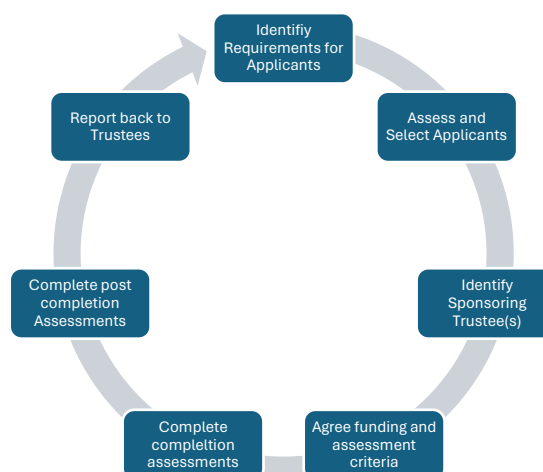 Identifiy
Requirements for
Applicants
Assess and
Select Applicants
Identify
Sponsoring
Trustee(s)
Agree funding and
assessment
criteria
Complete
compleltion
assessments
Complete post
completion
Assessments
Report back to
Trustees